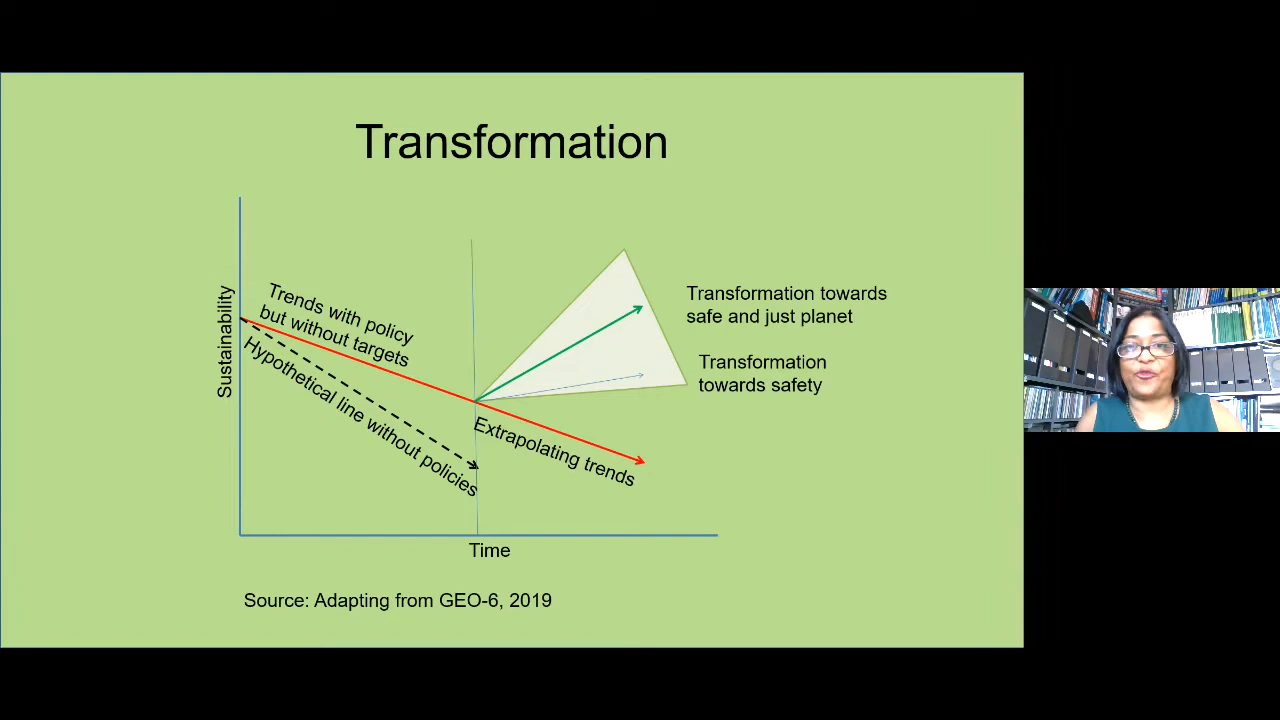 Transformation
Sustainability
Trends with policy
but without targets
Hypothetical line without policies
Extrapolating trends
Transformation towards
safe and just planet
Transformation
towards safety
Time
Source: Adapting from GEO-6, 2019